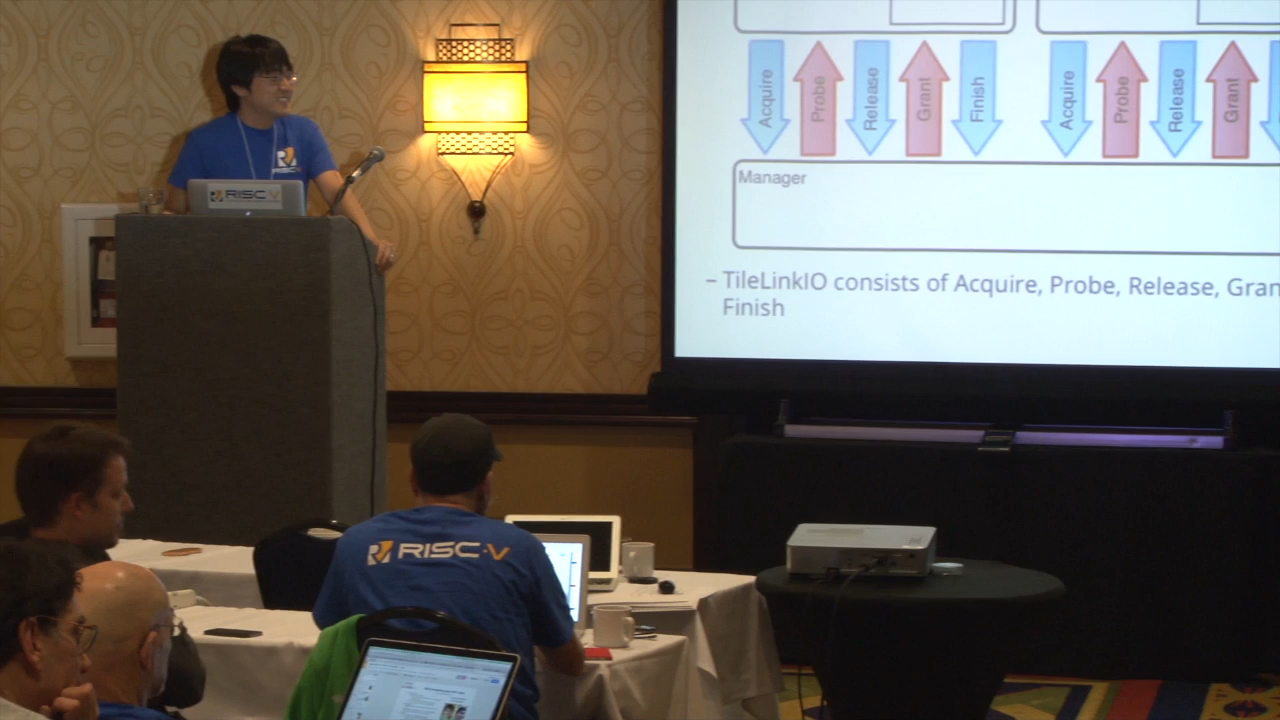 Acquire
Probe
Release
Grant
Finish
Acquire
Probe
Release
Grant
Manager
– TileLinkIO consists of Acquire, Probe, Release, Gran
Finish
RISC-V
RISC-V